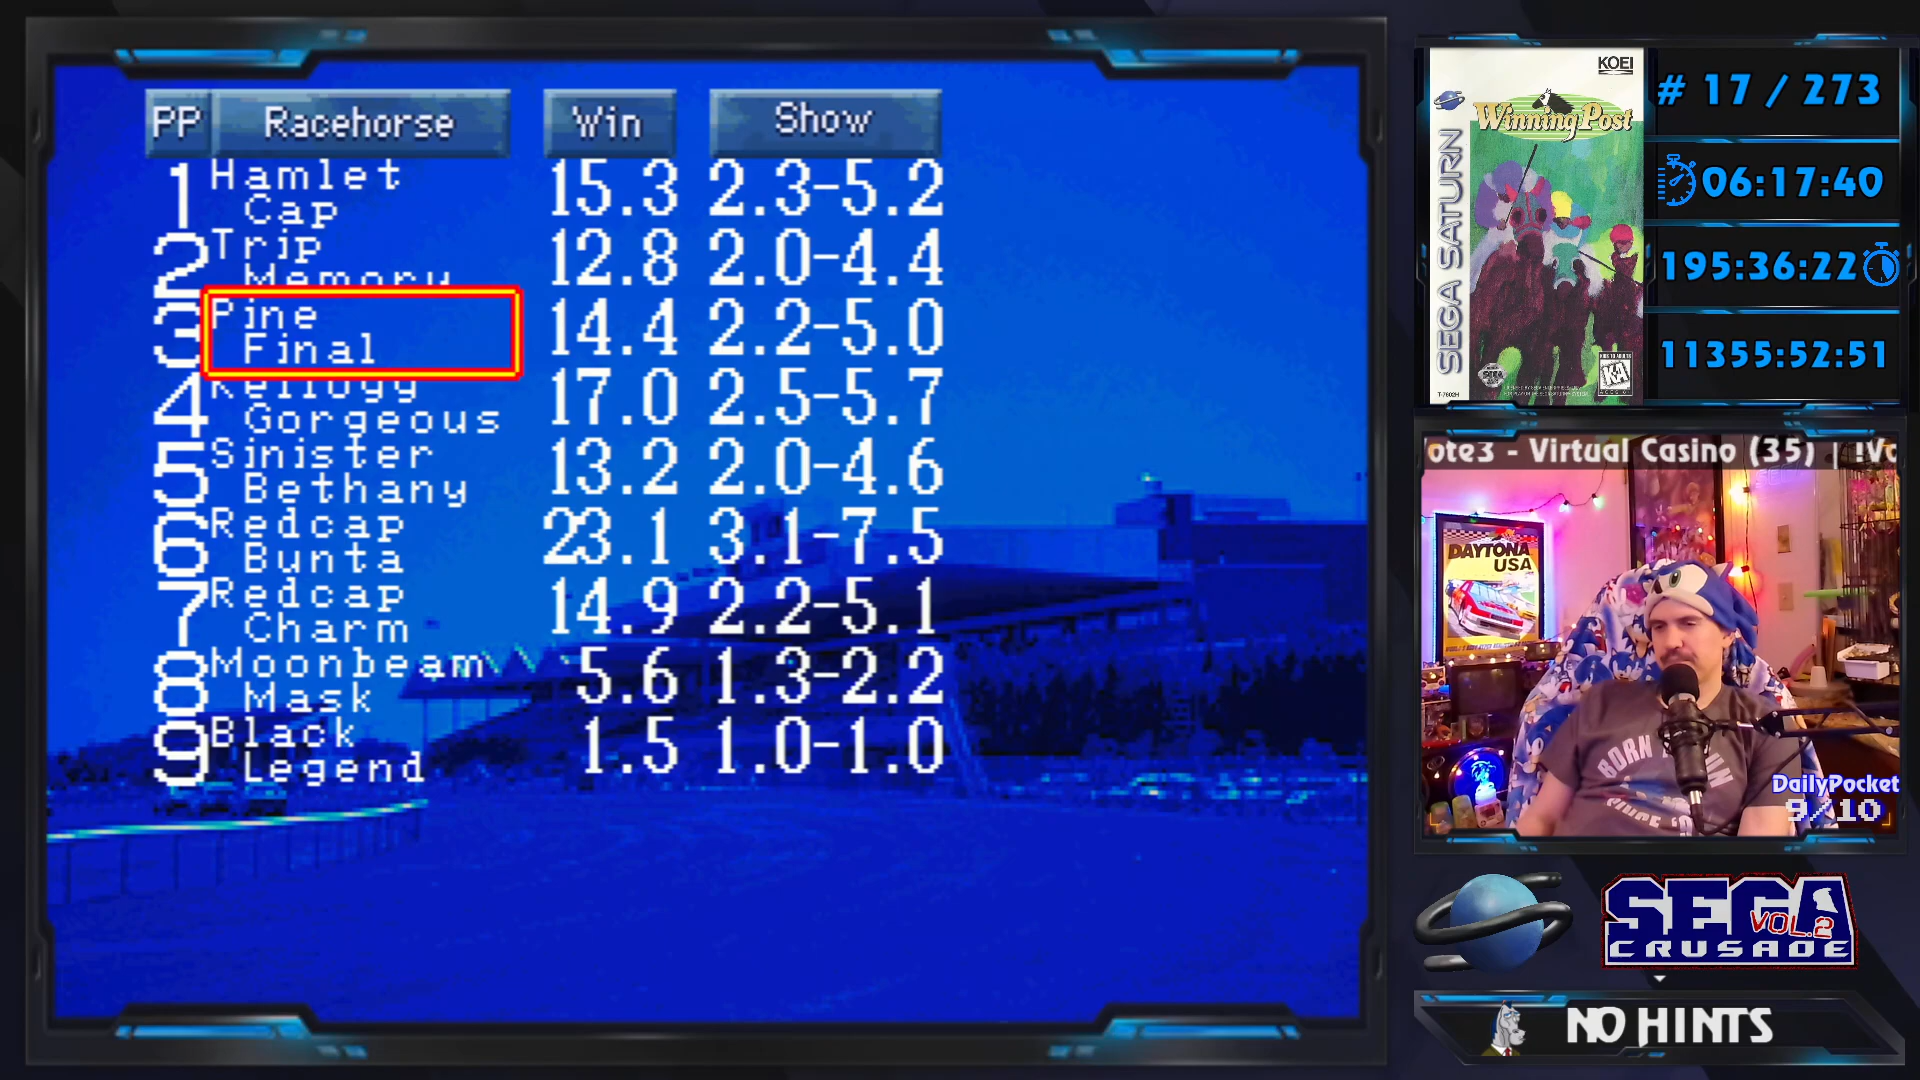 PP Racehorse Win Show
1 Hamlet Cap 15.3 2.3-5.2
2 Trip Memory 12.8 2.0-4.4
3 Pine Final 14.4 2.2-5.0
4 Kellogg Gorgeous 17.0 2.5-5.7
5 Sinister Bethany 13.2 2.0-4.6
6 Redcap Bunta 23.1 3.1-7.5
7 Redcap Charm 14.9 2.2-5.1
8 Moonbeam Mask 5.6 1.3-2.2
9 Black Legend 1.5 1.0-1.0
KOEI
Winning Post
SEGA SATURN
SEGA
K-A
T-7602H
# 17 / 273
06:17:40
195:36:22
11355:52:51
ote3 - Virtual Casino (35) | !Vo
DAYTONA
USA
BORN
DailyPocket
9/10
SEGA
VOL.2
CRUSADE
NO HINTS